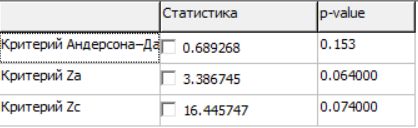 Статистика p-value
Критерий Андерсона–Да 0.689268 0.153
Критерий Za 3.386745 0.064000
Критерий Zc 16.445747 0.074000